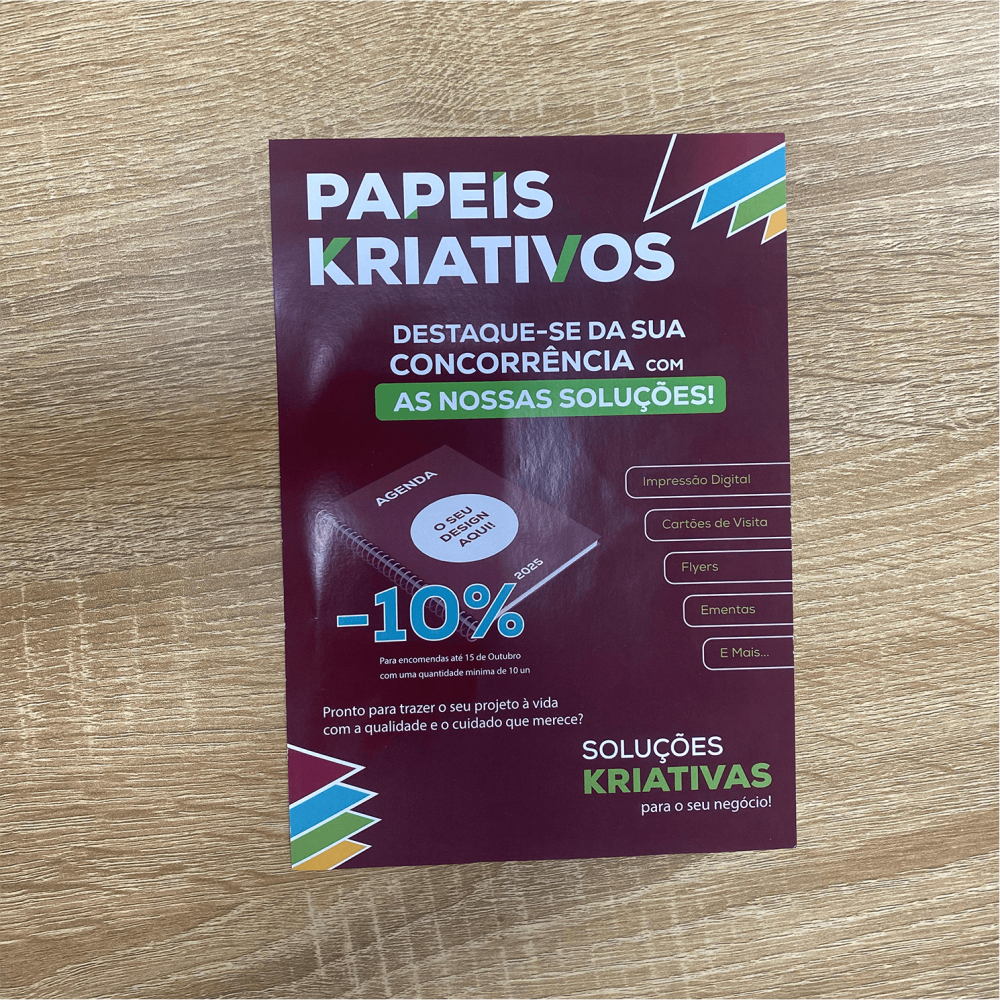 PAPEIS
KRIATIVOS
DESTAQUE-SE DA SUA
CONCORRÊNCIA COM
AS NOSSAS SOLUÇÕES!
AGENDA
O SEU
DESIGN
AQUI!
2025
-10%
Para encomendas até 15 de Outubro
com uma quantidade mínima de 10 un
Impressão Digital
Cartões de Visita
Flyers
Ementas
E Mais...
Pronto para trazer o seu projeto à vida
com a qualidade e o cuidado que merece?
SOLUÇÕES
KRIATIVAS
para o seu negócio!